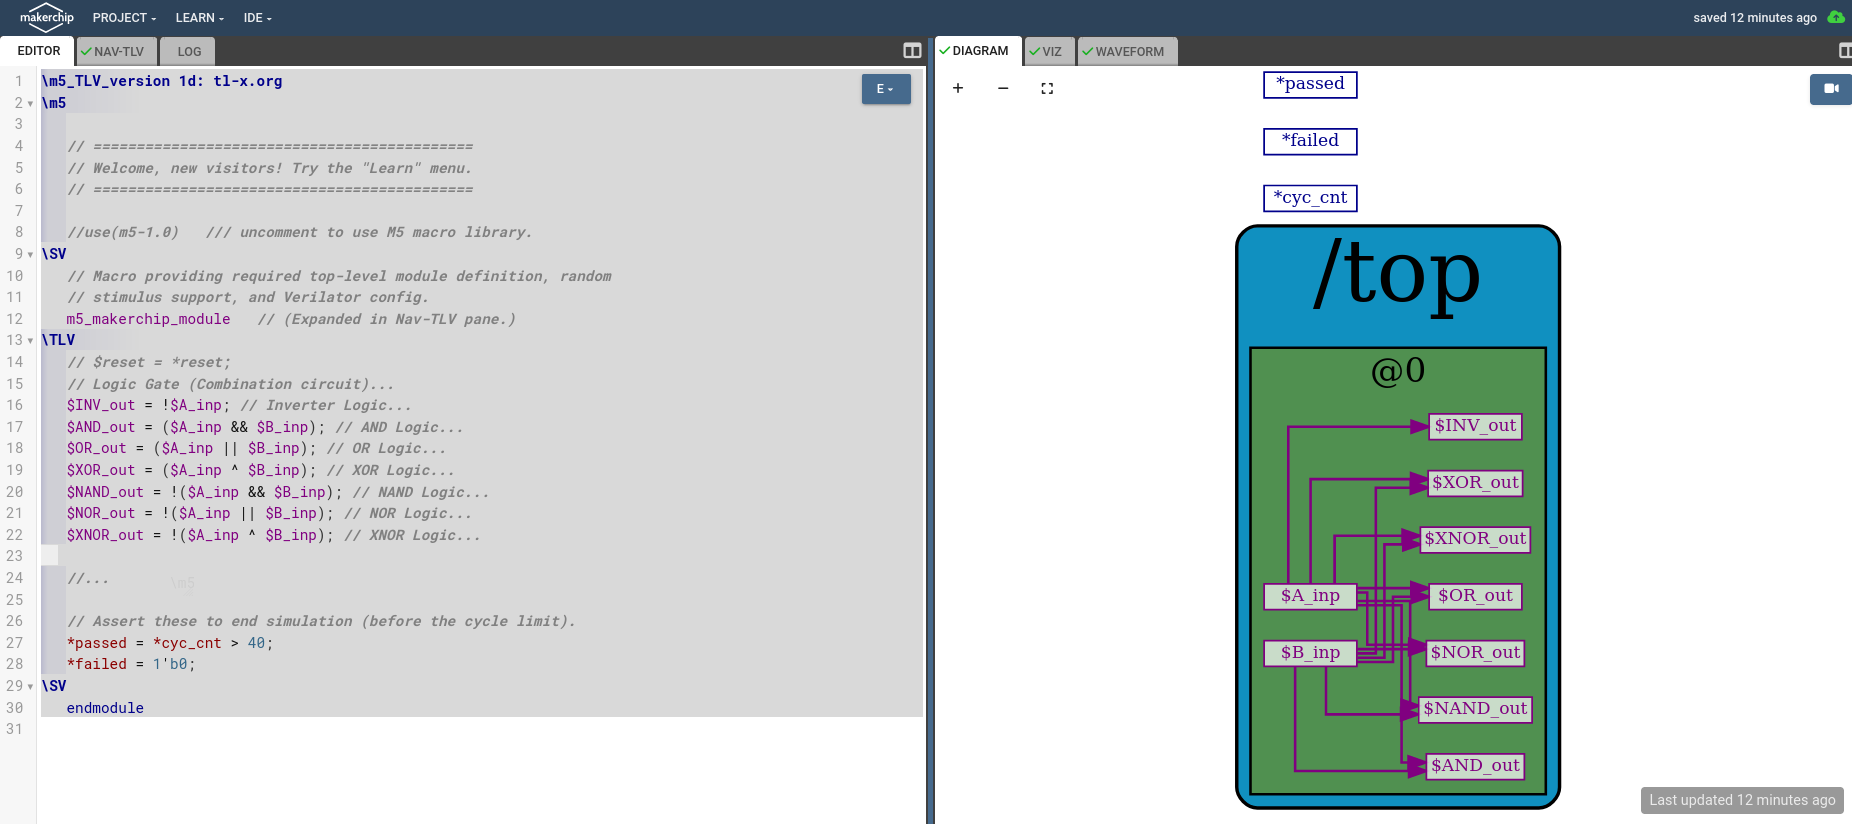 makerchip PROJECT LEARN IDE saved 12 minutes ago
EDITOR NAV-TLV LOG
1 \m5_TLV_version 1d: tl-x.org
2 \m5
3
4 // ============================================
5 // Welcome, new visitors! Try the "Learn" menu.
6 // ============================================
7
8 //use(m5-1.0)   /// uncomment to use M5 macro library.
9 \SV
10 // Macro providing required top-level module definition, random
11 // stimulus support, and Verilator config.
12 m5_makerchip_module   // (Expanded in Nav-TLV pane.)
13 \TLV
14 // $reset = *reset;
15 // Logic Gate (Combination circuit)...
16 $INV_out = !$A_inp; // Inverter Logic...
17 $AND_out = ($A_inp && $B_inp); // AND Logic...
18 $OR_out = ($A_inp || $B_inp); // OR Logic...
19 $XOR_out = ($A_inp ^ $B_inp); // XOR Logic...
20 $NAND_out = !($A_inp && $B_inp); // NAND Logic...
21 $NOR_out = !($A_inp || $B_inp); // NOR Logic...
22 $XNOR_out = !($A_inp ^ $B_inp); // XNOR Logic...
23
24 //...
\m5
25
26 // Assert these to end simulation (before the cycle limit).
27 *passed = *cyc_cnt > 40;
28 *failed = 1'b0;
29 \SV
30 endmodule
31
E
DIAGRAM VIZ WAVEFORM
*passed
*failed
*cyc_cnt
/top
@0
$INV_out
$XOR_out
$XNOR_out
$A_inp $OR_out
$B_inp $NOR_out
$NAND_out
$AND_out
Last updated 12 minutes ago